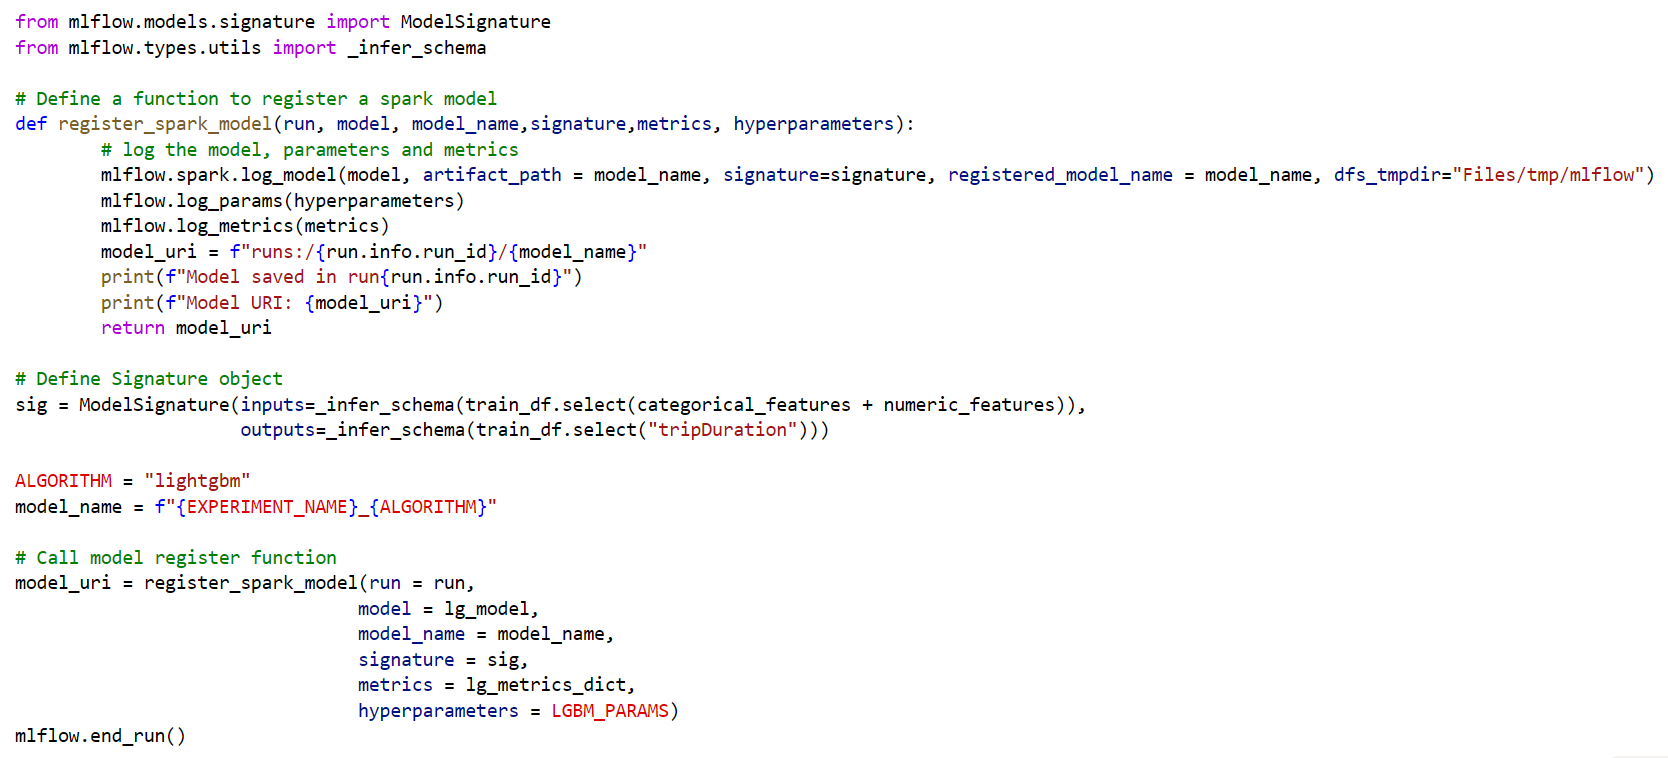 from mlflow.models.signature import ModelSignature
from mlflow.types.utils import _infer_schema
# Define a function to register a spark model
def register_spark_model(run, model, model_name,signature,metrics, hyperparameters):
# log the model, parameters and metrics
mlflow.spark.log_model(model, artifact_path = model_name, signature=signature, registered_model_name = model_name, dfs_tmpdir="Files/tmp/mlflow")
mlflow.log_params(hyperparameters)
mlflow.log_metrics(metrics)
model_uri = f"runs:/{run.info.run_id}/{model_name}"
print(f"Model saved in run{run.info.run_id}")
print(f"Model URI: {model_uri}")
return model_uri
# Define Signature object
sig = ModelSignature(inputs=_infer_schema(train_df.select(categorical_features + numeric_features)),
outputs=_infer_schema(train_df.select("tripDuration")))
ALGORITHM = "lightgbm"
model_name = f"{EXPERIMENT_NAME}_{ALGORITHM}"
# Call model register function
model_uri = register_spark_model(run = run,
model = lg_model,
model_name = model_name,
signature = sig,
metrics = lg_metrics_dict,
hyperparameters = LGBM_PARAMS)
mlflow.end_run()